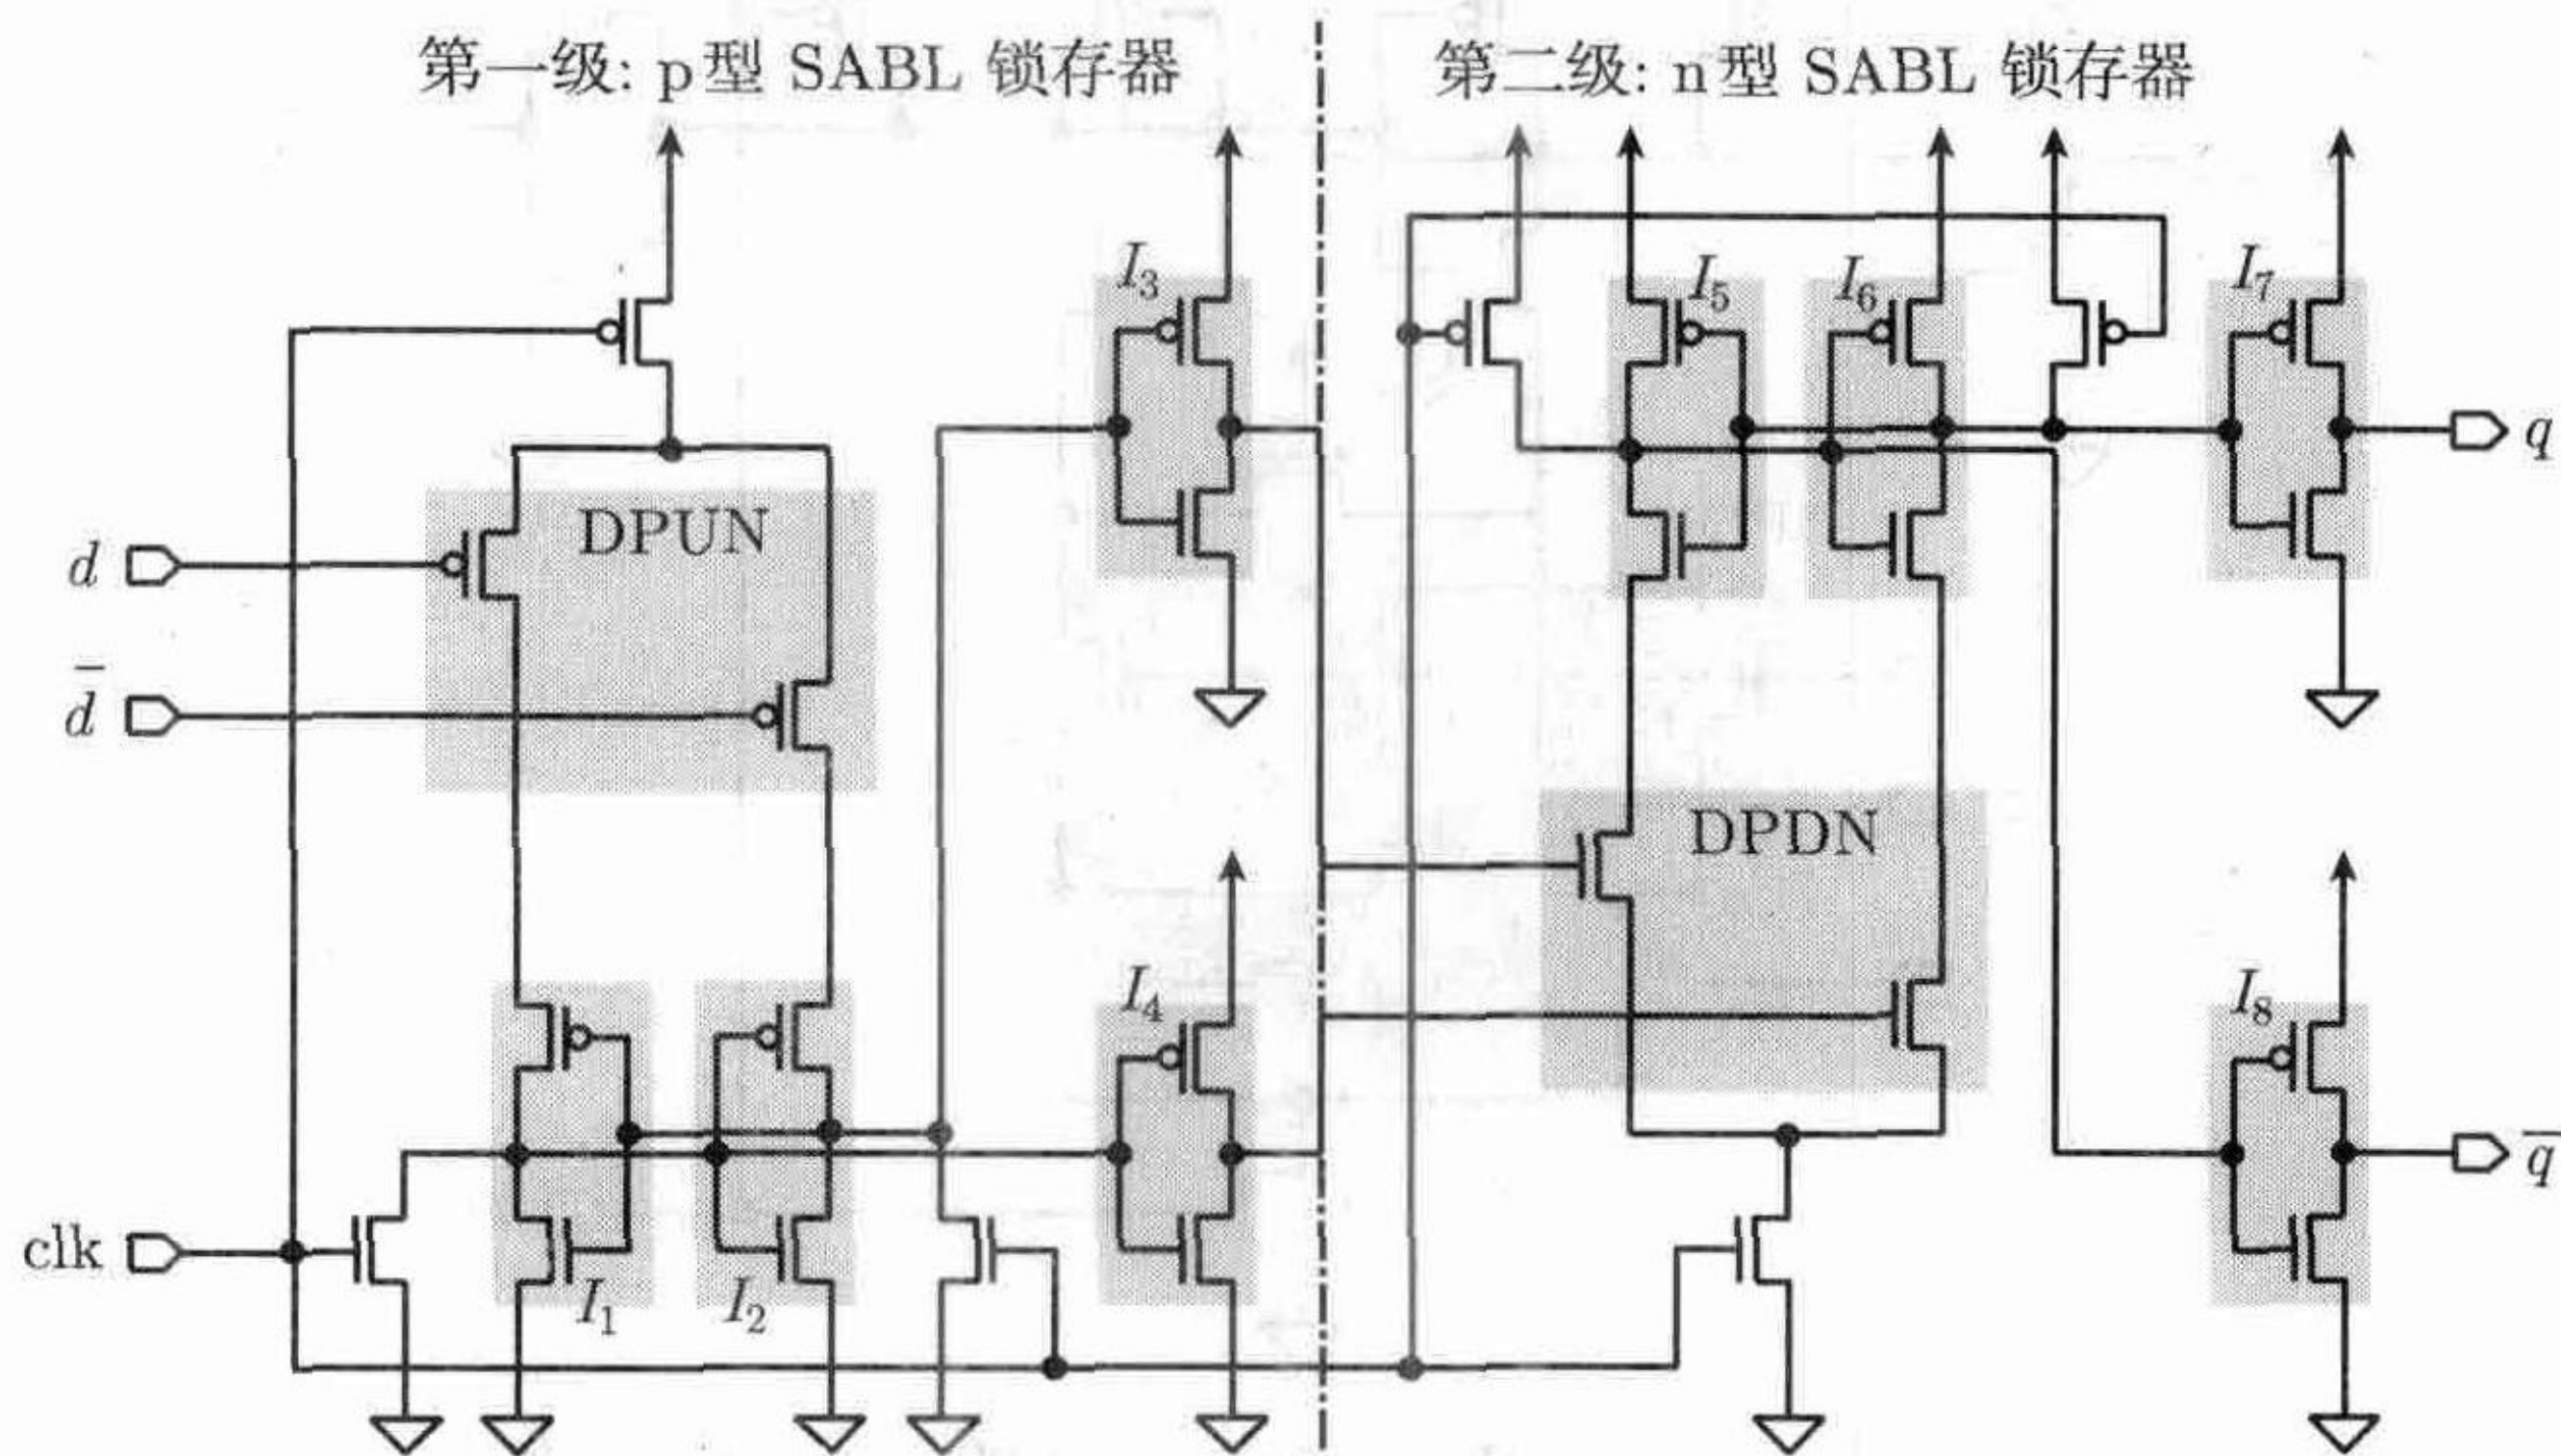 第一级: p型 SABL 锁存器
第二级: n型 SABL 锁存器
I3
I5
I6
I7
DPUN
d
d̅
q
DPDN
I4
I8
q̅
clk
I1
I2